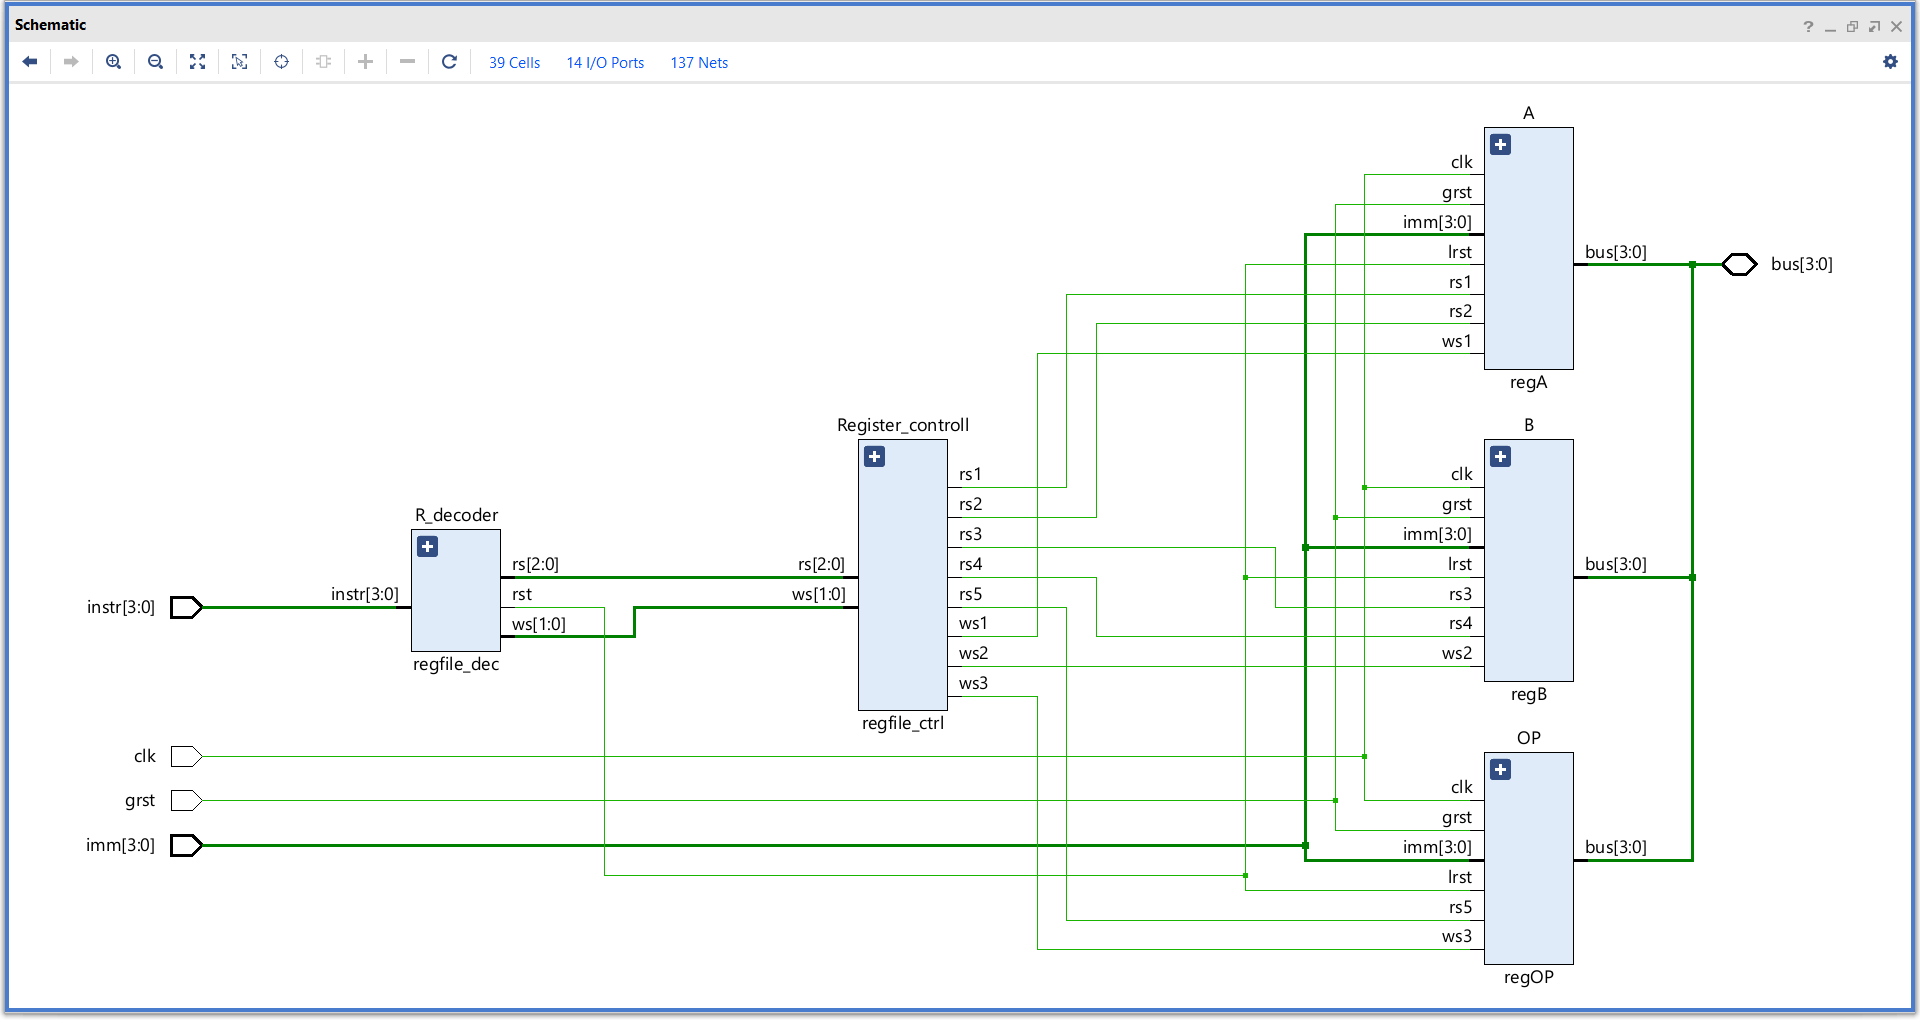 Schematic
?
39 Cells 14 I/O Ports 137 Nets
A
clk
grst
imm[3:0]
lrst
rs1
rs2
ws1
bus[3:0]
regA
bus[3:0]
Register_controll
rs[2:0]
ws[1:0]
rs1
rs2
rs3
rs4
rs5
ws1
ws2
ws3
regfile_ctrl
B
clk
grst
imm[3:0]
lrst
rs3
rs4
ws2
bus[3:0]
regB
R_decoder
instr[3:0]
instr[3:0]
rs[2:0]
rst
ws[1:0]
regfile_dec
clk
grst
imm[3:0]
OP
clk
grst
imm[3:0]
lrst
rs5
ws3
bus[3:0]
regOP